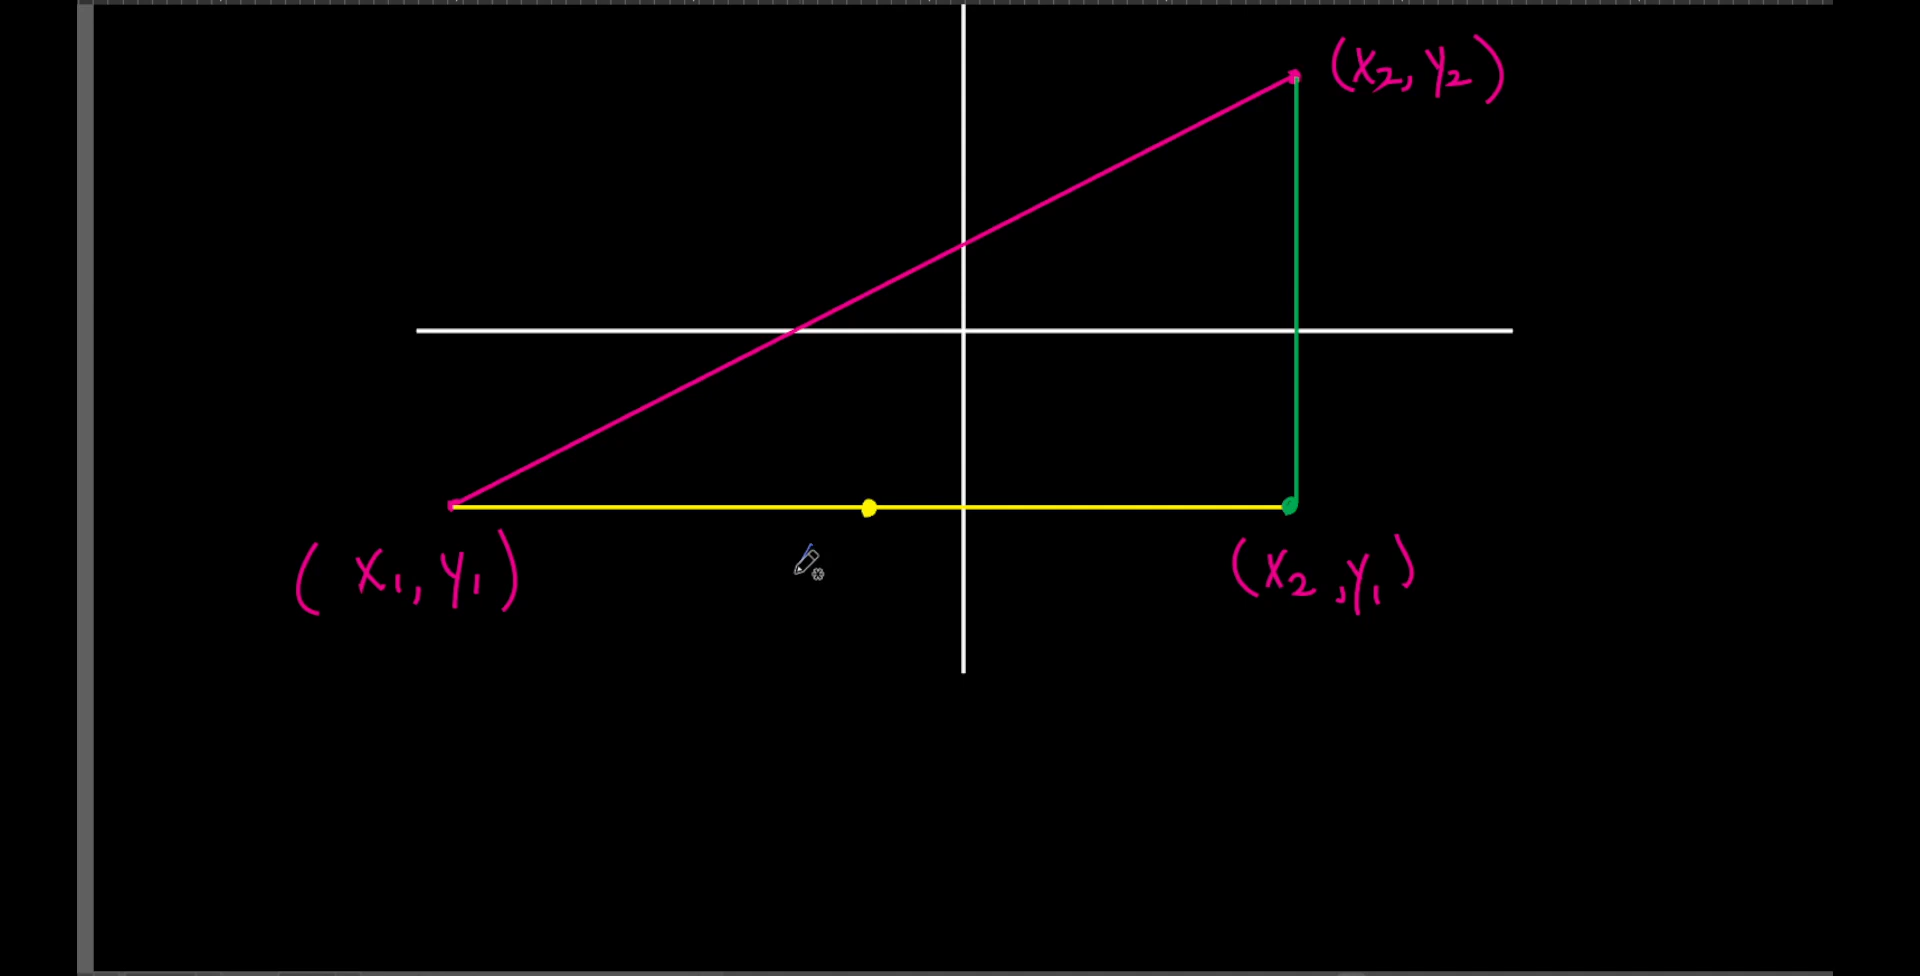 (x₂, y₂)
(x₁, y₁)
(x₂, y₁)